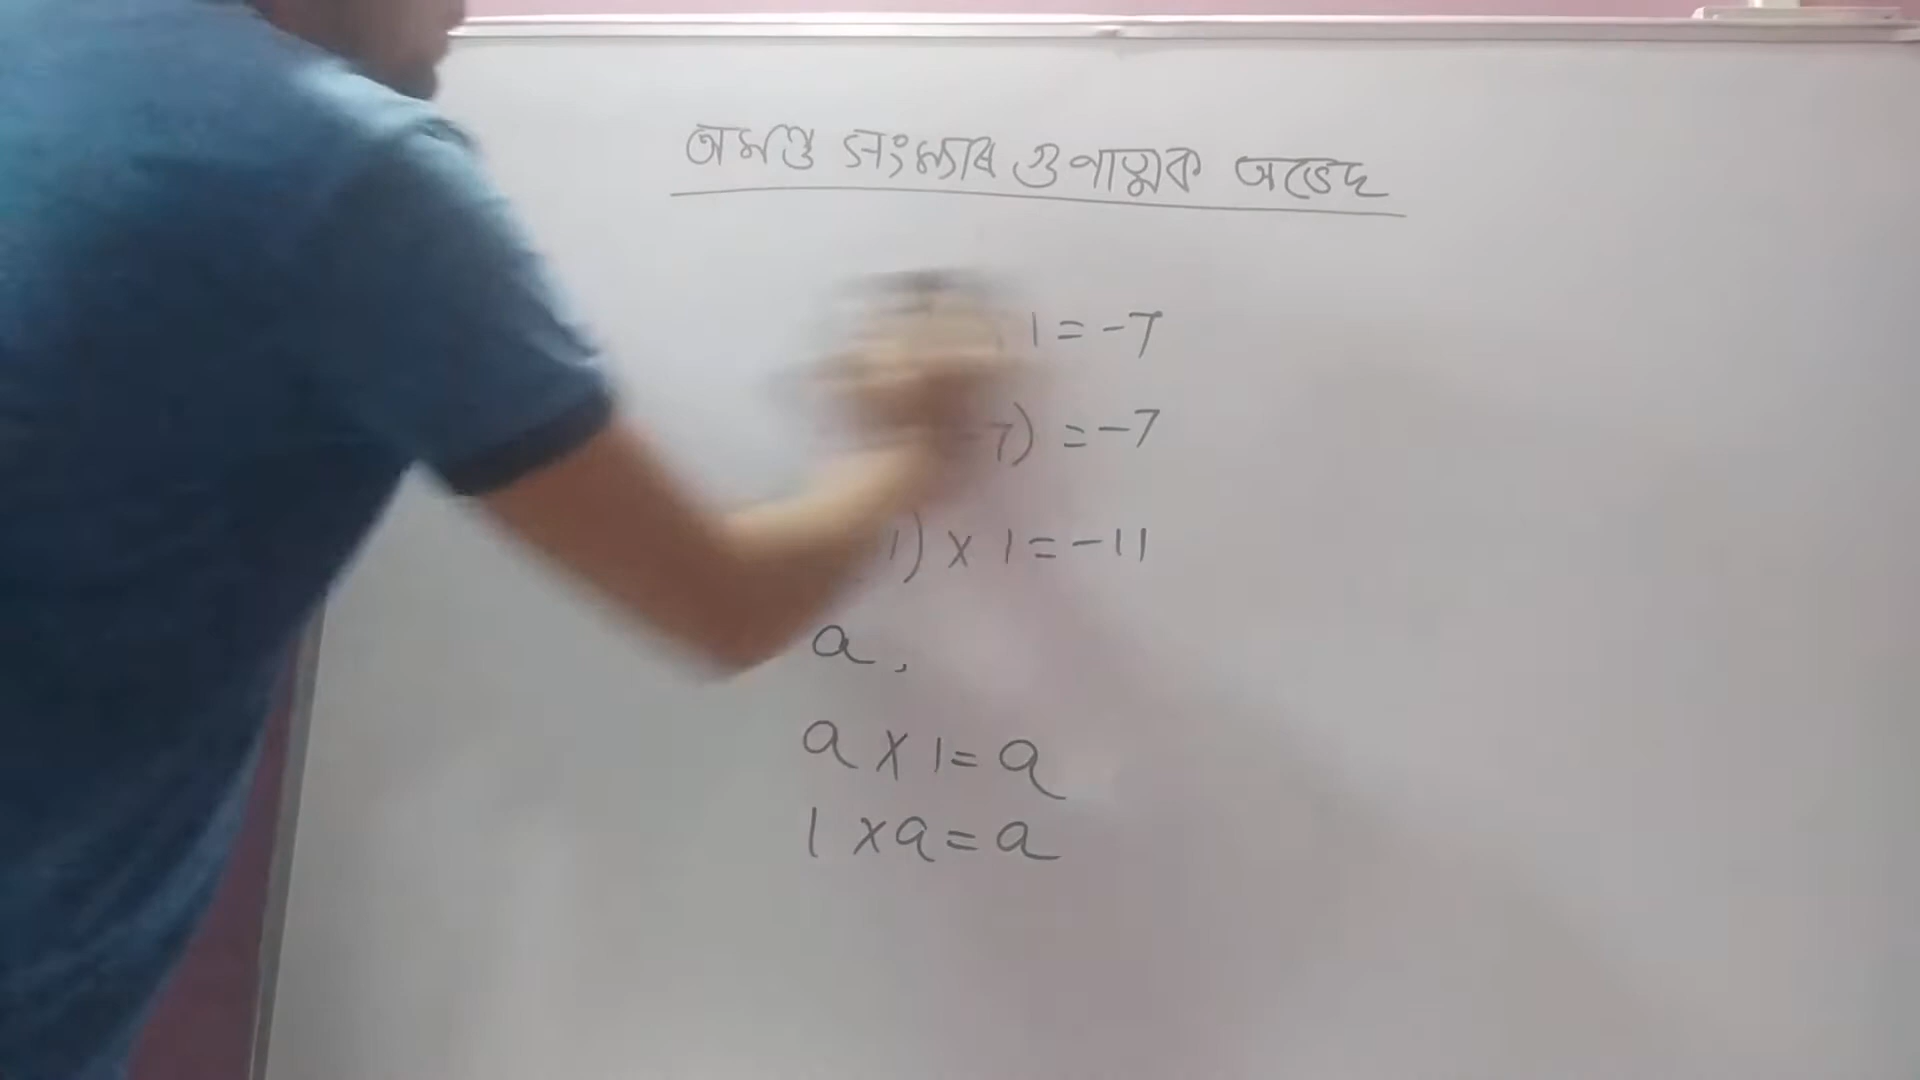 অখণ্ড সংখ্যাৰ গুণাত্মক অভেদ
1 = -7
7) = -7
1) x 1 = -11
a,
a x 1 = a
1 x a = a